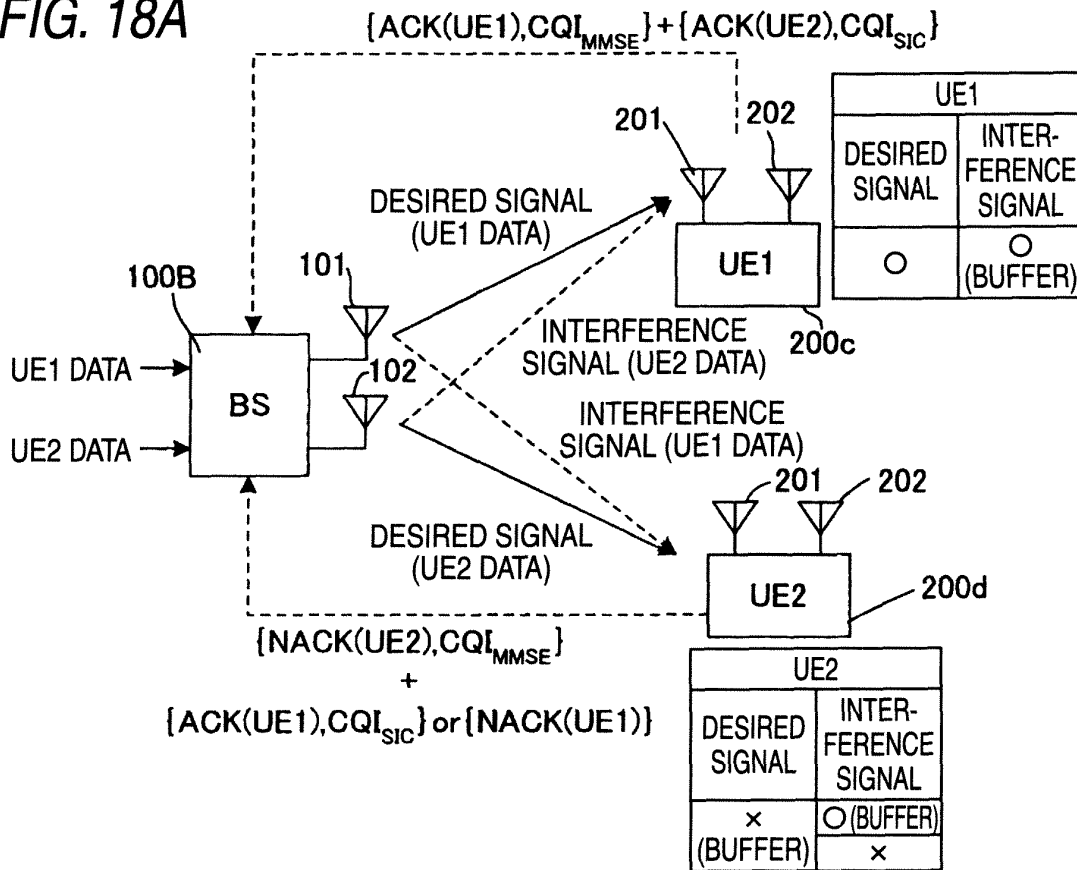 FIG. 18A
{ACK(UE1),CQI_MMSE}+{ACK(UE2),CQI_SIC}
UE1
DESIRED
SIGNAL
INTER-
FERENCE
SIGNAL
○
○
(BUFFER)
201
202
UE1
200c
DESIRED SIGNAL
(UE1 DATA)
100B
101
102
UE1 DATA
UE2 DATA
BS
INTERFERENCE
SIGNAL (UE2 DATA)
INTERFERENCE
SIGNAL (UE1 DATA)
DESIRED SIGNAL
(UE2 DATA)
201
202
UE2
200d
{NACK(UE2),CQI_MMSE}
+
{ACK(UE1),CQI_SIC} or {NACK(UE1)}
UE2
DESIRED
SIGNAL
INTER-
FERENCE
SIGNAL
×
(BUFFER)
○(BUFFER)
×